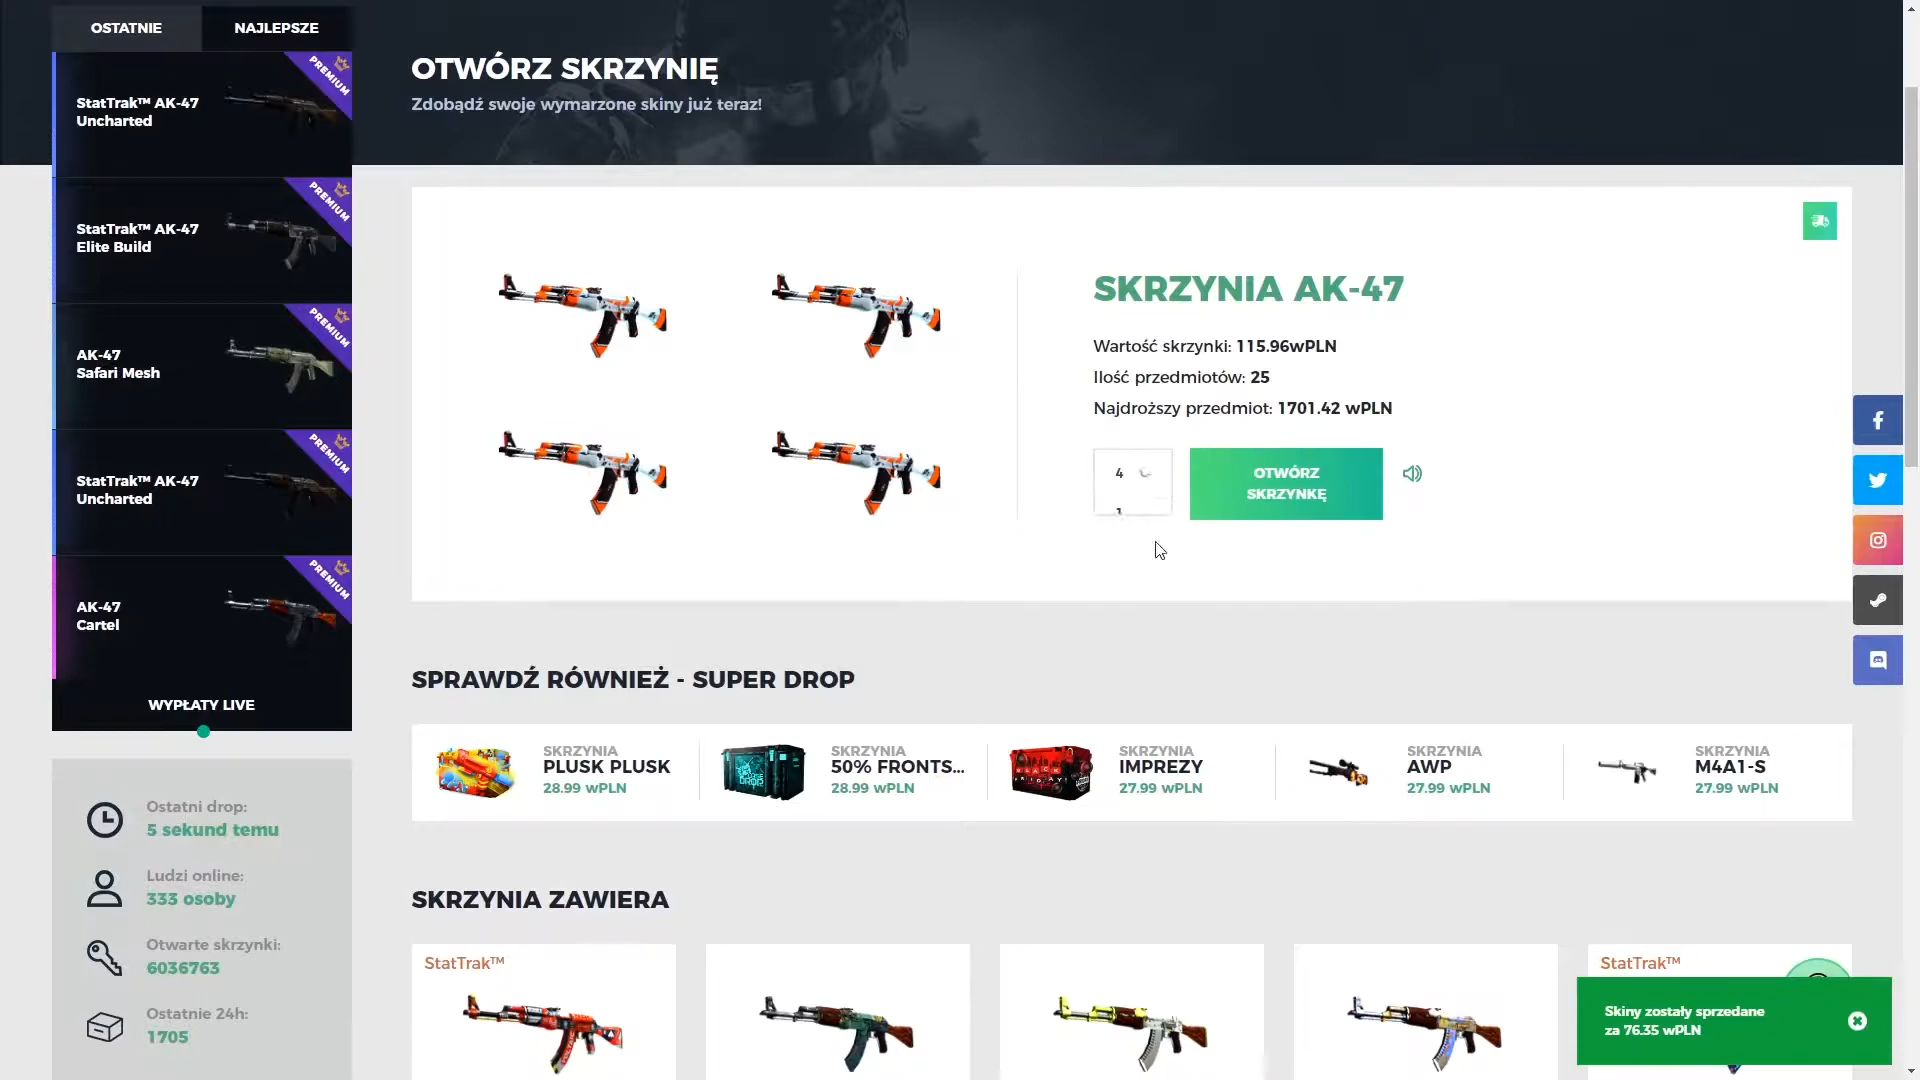 OSTATNIE
NAJLEPSZE
StatTrak™ AK-47
Uncharted
PREMIUM
StatTrak™ AK-47
Elite Build
PREMIUM
AK-47
Safari Mesh
PREMIUM
StatTrak™ AK-47
Uncharted
PREMIUM
AK-47
Cartel
PREMIUM
WYPŁATY LIVE
Ostatni drop:
5 sekund temu
Ludzi online:
333 osoby
Otwarte skrzynki:
6036763
Ostatnie 24h:
1705
OTWÓRZ SKRZYNIĘ
Zdobądź swoje wymarzone skiny już teraz!
SKRZYNIA AK-47
Wartość skrzynki: 115.96wPLN
Ilość przedmiotów: 25
Najdroższy przedmiot: 1701.42 wPLN
4
1
OTWÓRZ
SKRZYNKĘ
SPRAWDŹ RÓWNIEŻ - SUPER DROP
SKRZYNIA
PLUSK PLUSK
28.99 wPLN
SKRZYNIA
50% FRONTS...
28.99 wPLN
SKRZYNIA
IMPREZY
27.99 wPLN
SKRZYNIA
AWP
27.99 wPLN
SKRZYNIA
M4A1-S
27.99 wPLN
SKRZYNIA ZAWIERA
StatTrak™
StatTrak™
Skiny zostały sprzedane
za 76.35 wPLN